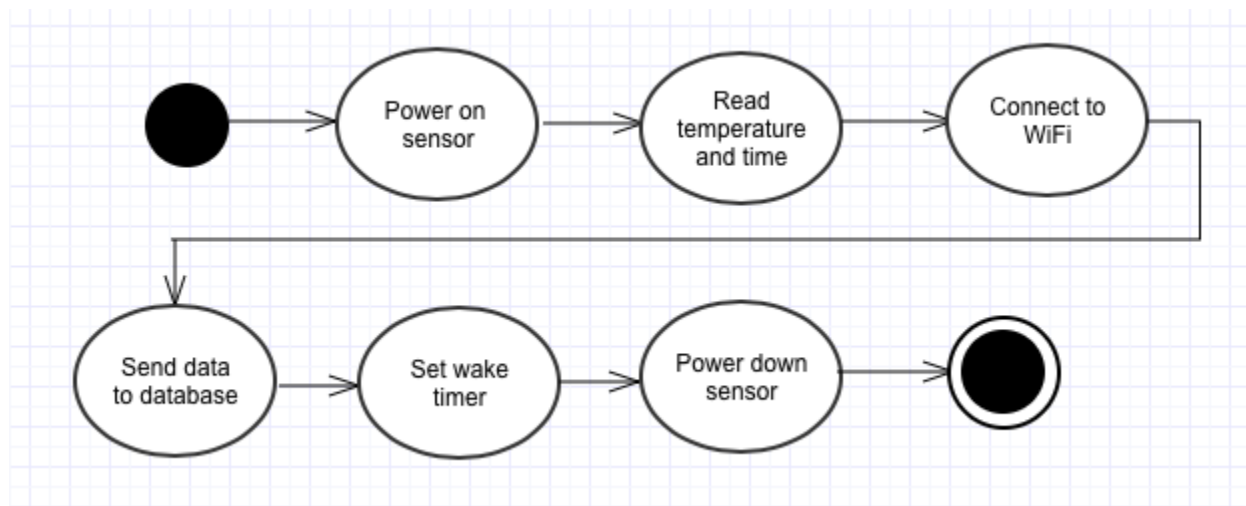 Power on
sensor
Read
temperature
and time
Connect to
WiFi
Send data
to database
Set wake
timer
Power down
sensor